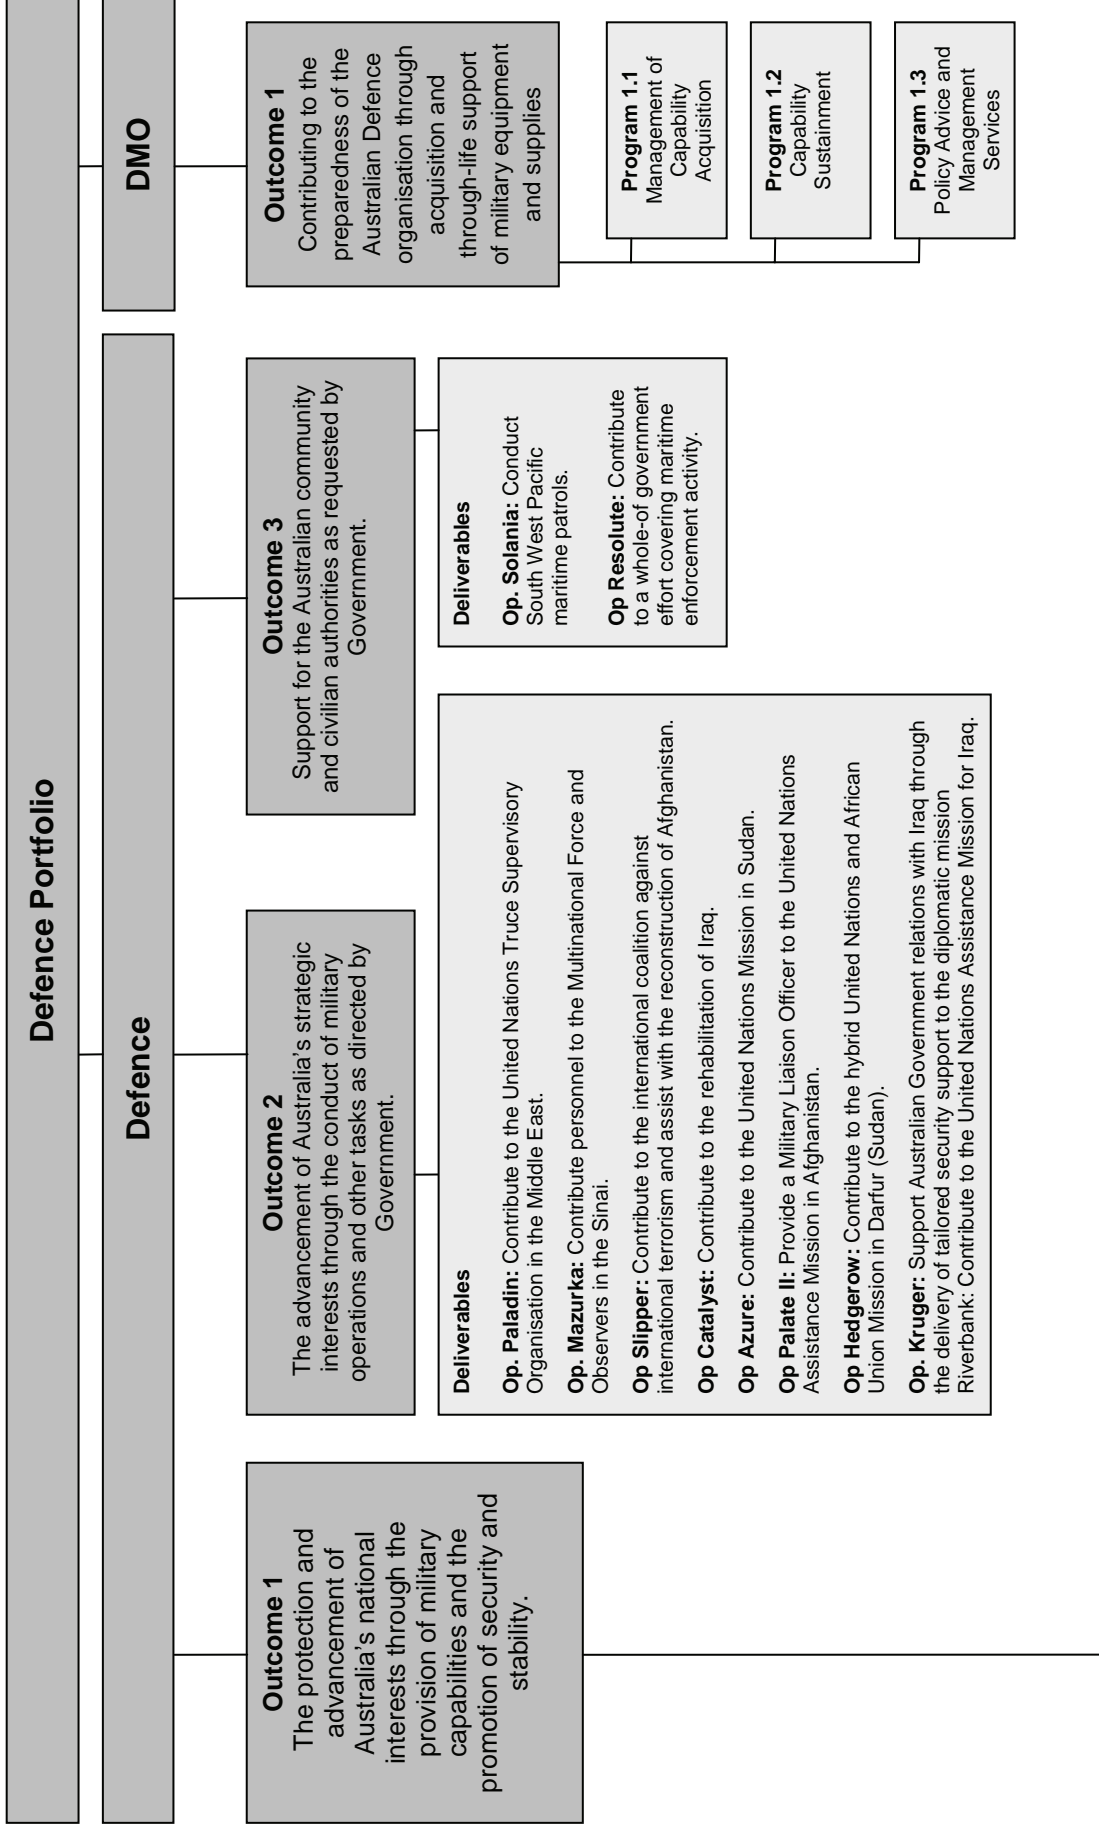 Defence Portfolio
Defence
DMO
Outcome 1
The protection and
advancement of
Australia’s national
interests through the
provision of military
capabilities and the
promotion of security and
stability.
Outcome 2
The advancement of Australia’s strategic
interests through the conduct of military
operations and other tasks as directed by
Government.
Deliverables
Op. Paladin: Contribute to the United Nations Truce Supervisory
Organisation in the Middle East.
Op. Mazurka: Contribute personnel to the Multinational Force and
Observers in the Sinai.
Op Slipper: Contribute to the international coalition against
international terrorism and assist with the reconstruction of Afghanistan.
Op Catalyst: Contribute to the rehabilitation of Iraq.
Op Azure: Contribute to the United Nations Mission in Sudan.
Op Palate II: Provide a Military Liaison Officer to the United Nations
Assistance Mission in Afghanistan.
Op Hedgerow: Contribute to the hybrid United Nations and African
Union Mission in Darfur (Sudan).
Op. Kruger: Support Australian Government relations with Iraq through
the delivery of tailored security support to the diplomatic mission
Riverbank: Contribute to the United Nations Assistance Mission for Iraq.
Outcome 3
Support for the Australian community
and civilian authorities as requested by
Government.
Deliverables
Op. Solania: Conduct
South West Pacific
maritime patrols.
Op Resolute: Contribute
to a whole-of government
effort covering maritime
enforcement activity.
Outcome 1
Contributing to the
preparedness of the
Australian Defence
organisation through
acquisition and
through-life support
of military equipment
and supplies
Program 1.1
Management of
Capability
Acquisition
Program 1.2
Capability
Sustainment
Program 1.3
Policy Advice and
Management
Services